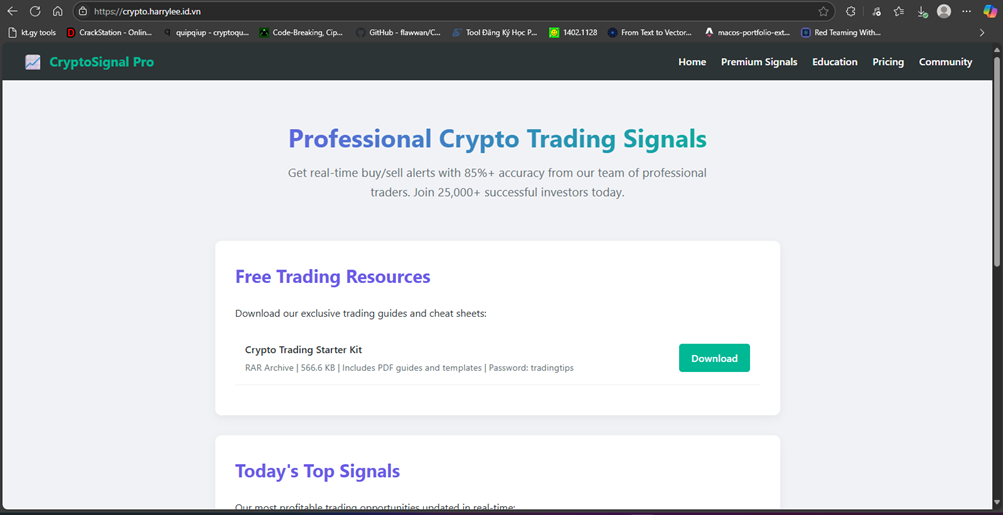 https://crypto.harrylee.id.vn
kt.gy tools
CrackStation - Onlin...
quipqiup - cryptoqu...
Code-Breaking, Cip...
GitHub - flawwan/C...
Tool Đăng Ký Học P...
1402.1128
From Text to Vector...
macos-portfolio-ext...
Red Teaming With...
CryptoSignal Pro
Home
Premium Signals
Education
Pricing
Community
Professional Crypto Trading Signals
Get real-time buy/sell alerts with 85%+ accuracy from our team of professional
traders. Join 25,000+ successful investors today.
Free Trading Resources
Download our exclusive trading guides and cheat sheets:
Crypto Trading Starter Kit
RAR Archive | 566.6 KB | Includes PDF guides and templates | Password: tradingtips
Download
Today's Top Signals
Our most profitable trading opportunities updated in real-time: